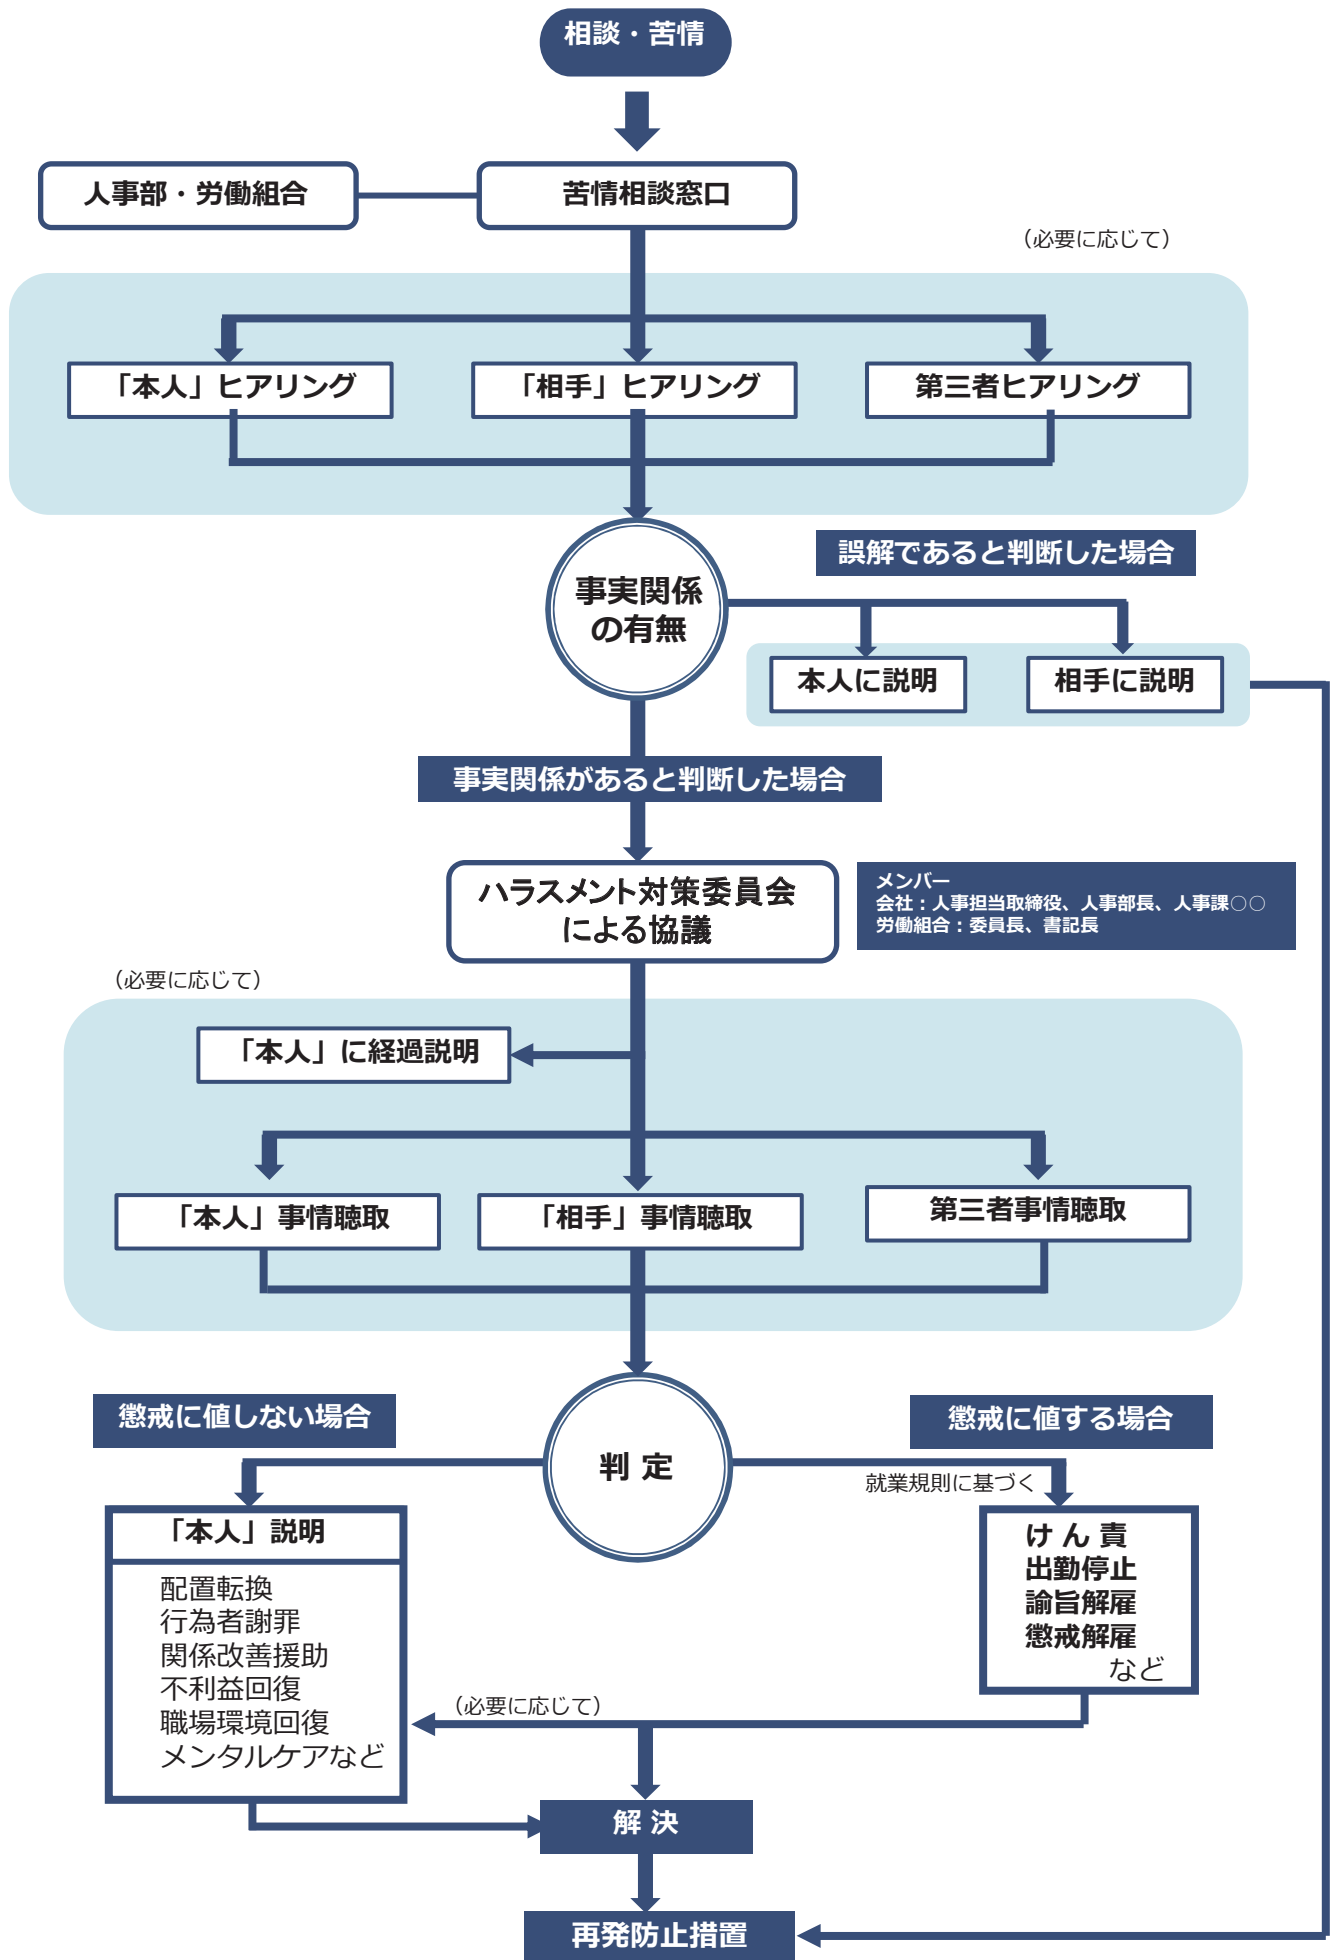 相談・苦情
人事部・労働組合
苦情相談窓口
（必要に応じて）
「本人」ヒアリング
「相手」ヒアリング
第三者ヒアリング
事実関係
の有無
誤解であると判断した場合
本人に説明
相手に説明
事実関係があると判断した場合
ハラスメント対策委員会
による協議
メンバー
会社：人事担当取締役、人事部長、人事課○○
労働組合：委員長、書記長
（必要に応じて）
「本人」に経過説明
「本人」事情聴取
「相手」事情聴取
第三者事情聴取
懲戒に値しない場合
判 定
懲戒に値する場合
就業規則に基づく
「本人」説明
配置転換
行為者謝罪
関係改善援助
不利益回復
職場環境回復
メンタルケアなど
け ん 責
出勤停止
諭旨解雇
懲戒解雇
など
（必要に応じて）
解 決
再発防止措置